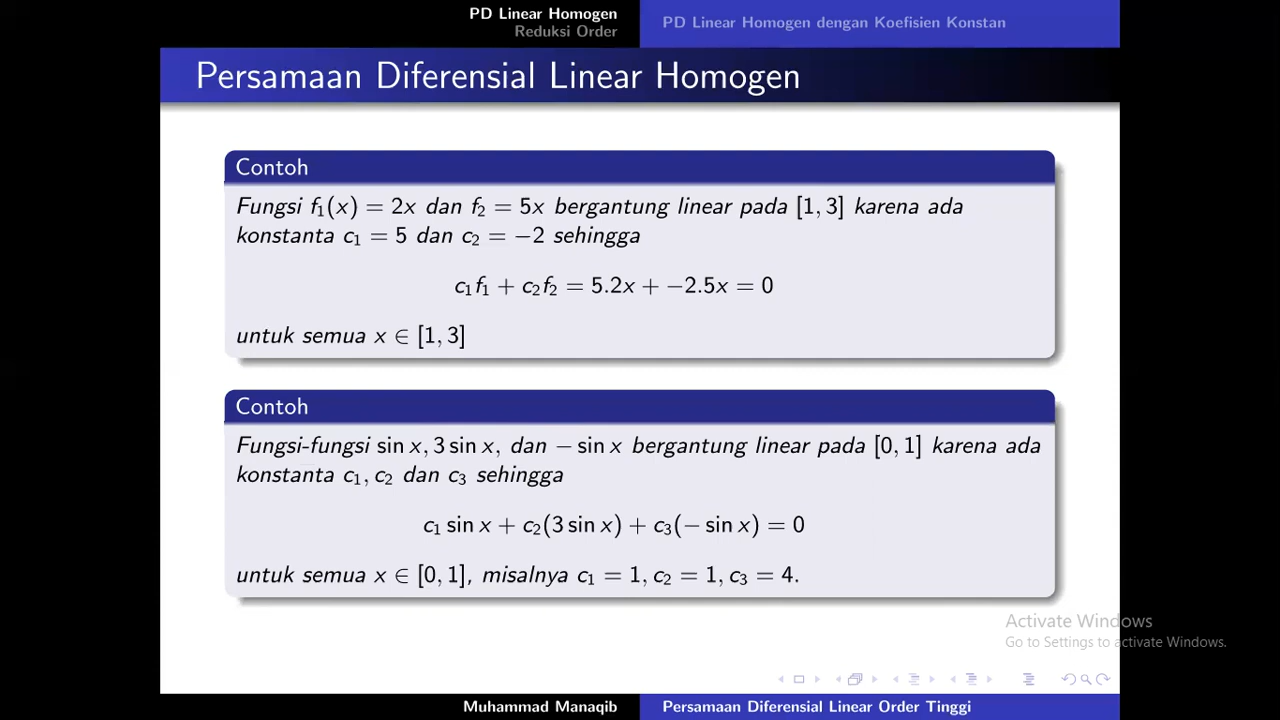 PD Linear Homogen
Reduksi Order
PD Linear Homogen dengan Koefisien Konstan
Persamaan Diferensial Linear Homogen
Contoh
Fungsi f₁(x) = 2x dan f₂ = 5x bergantung linear pada [1, 3] karena ada
konstanta c₁ = 5 dan c₂ = −2 sehingga
c₁f₁ + c₂f₂ = 5.2x + −2.5x = 0
untuk semua x ∈ [1, 3]
Contoh
Fungsi-fungsi sin x, 3 sin x, dan − sin x bergantung linear pada [0, 1] karena ada
konstanta c₁, c₂ dan c₃ sehingga
c₁ sin x + c₂(3 sin x) + c₃(− sin x) = 0
untuk semua x ∈ [0, 1], misalnya c₁ = 1, c₂ = 1, c₃ = 4.
Activate Windows
Go to Settings to activate Windows.
Muhammad Manaqib
Persamaan Diferensial Linear Order Tinggi